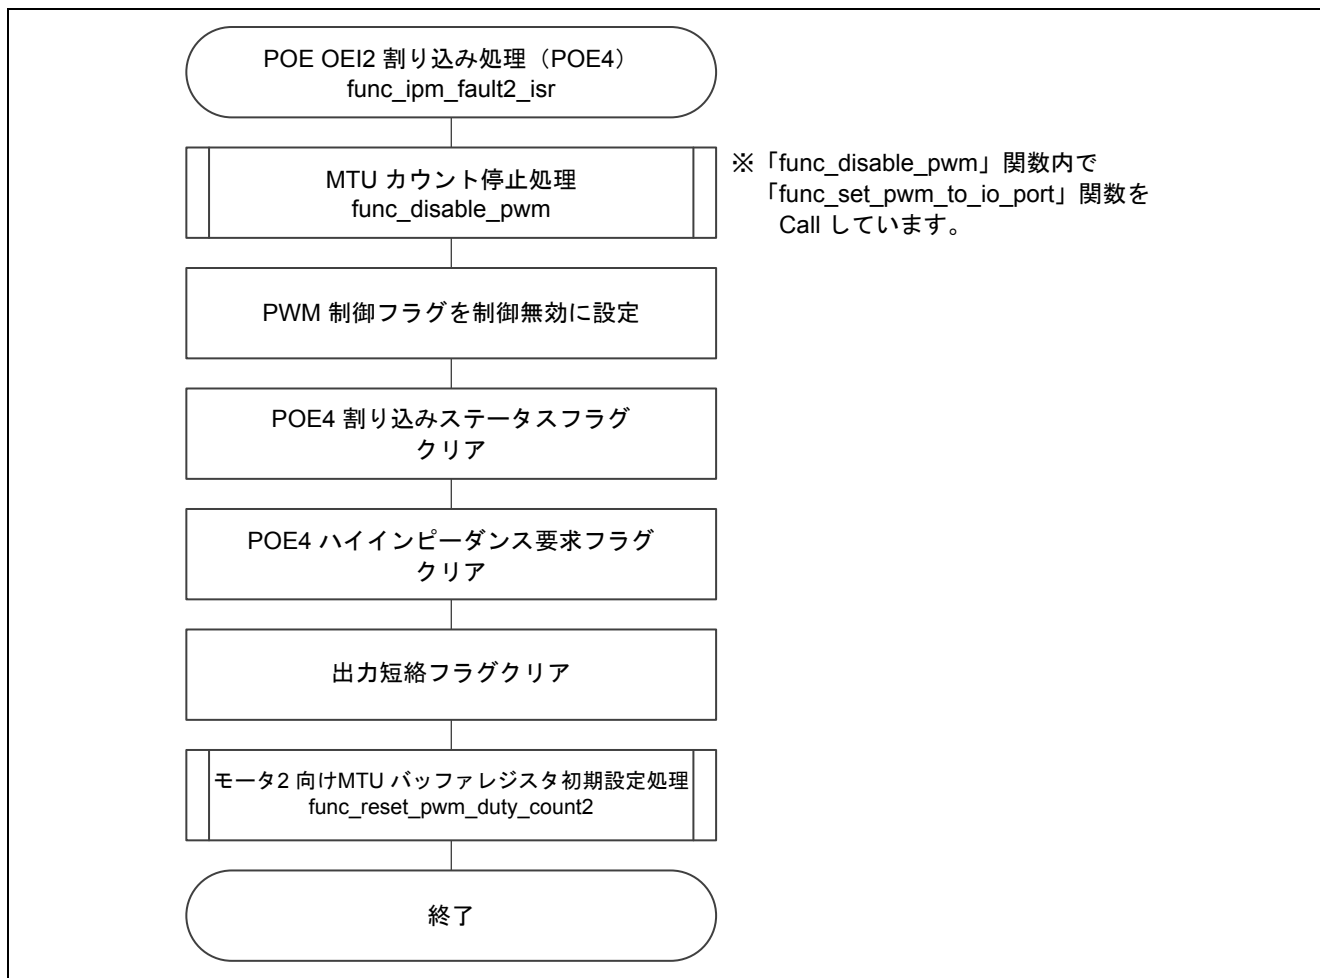 POE OEI2 割り込み処理（POE4）
func_ipm_fault2_isr
MTU カウント停止処理
func_disable_pwm
※「func_disable_pwm」関数内で
「func_set_pwm_to_io_port」関数を
Call しています。
PWM 制御フラグを制御無効に設定
POE4 割り込みステータスフラグ
クリア
POE4 ハイインピーダンス要求フラグ
クリア
出力短絡フラグクリア
モータ2 向けMTU バッファレジスタ初期設定処理
func_reset_pwm_duty_count2
終了